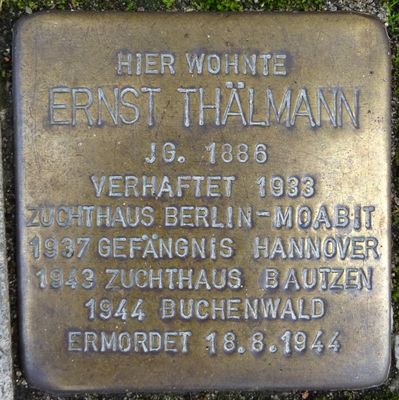 HIER WOHNTE
ERNST THÄLMANN
JG. 1886
VERHAFTET 1933
ZUCHTHAUS BERLIN-MOABIT
1937 GEFÄNGNIS HANNOVER
1943 ZUCHTHAUS BAUTZEN
1944 BUCHENWALD
ERMORDET 18.8.1944